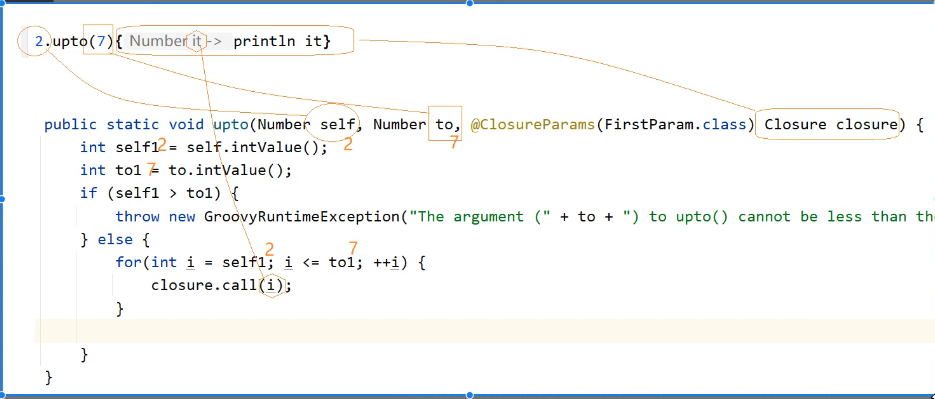 2.upto(7){ Number it -> println it}
public static void upto(Number self, Number to, @ClosureParams(FirstParam.class) Closure closure) {
int self1 2 = self.intValue(); 2 7
int to1 7 = to.intValue();
if (self1 > to1) {
throw new GroovyRuntimeException("The argument (" + to + ") to upto() cannot be less than the
} else {
2 7
for(int i = self1; i <= to1; ++i) {
closure.call(i);
}
}
}